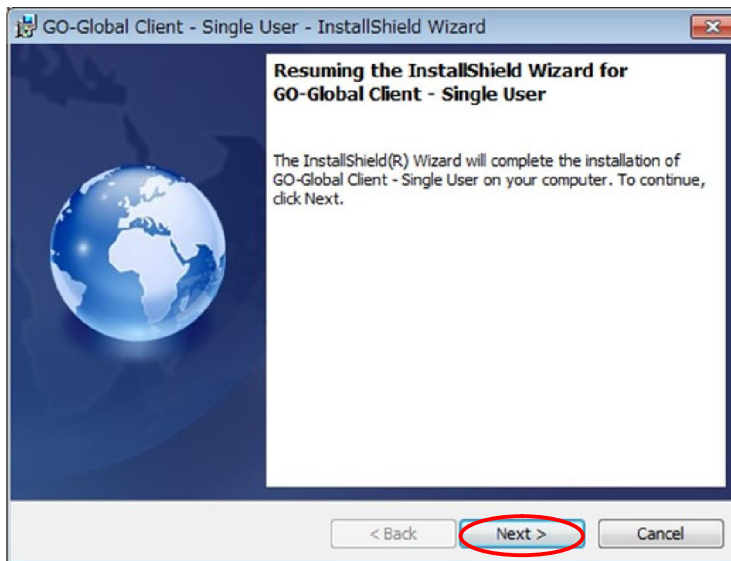 GO-Global Client - Single User - InstallShield Wizard
Resuming the InstallShield Wizard for
GO-Global Client - Single User
The InstallShield(R) Wizard will complete the installation of
GO-Global Client - Single User on your computer. To continue,
click Next.
< Back Next > Cancel